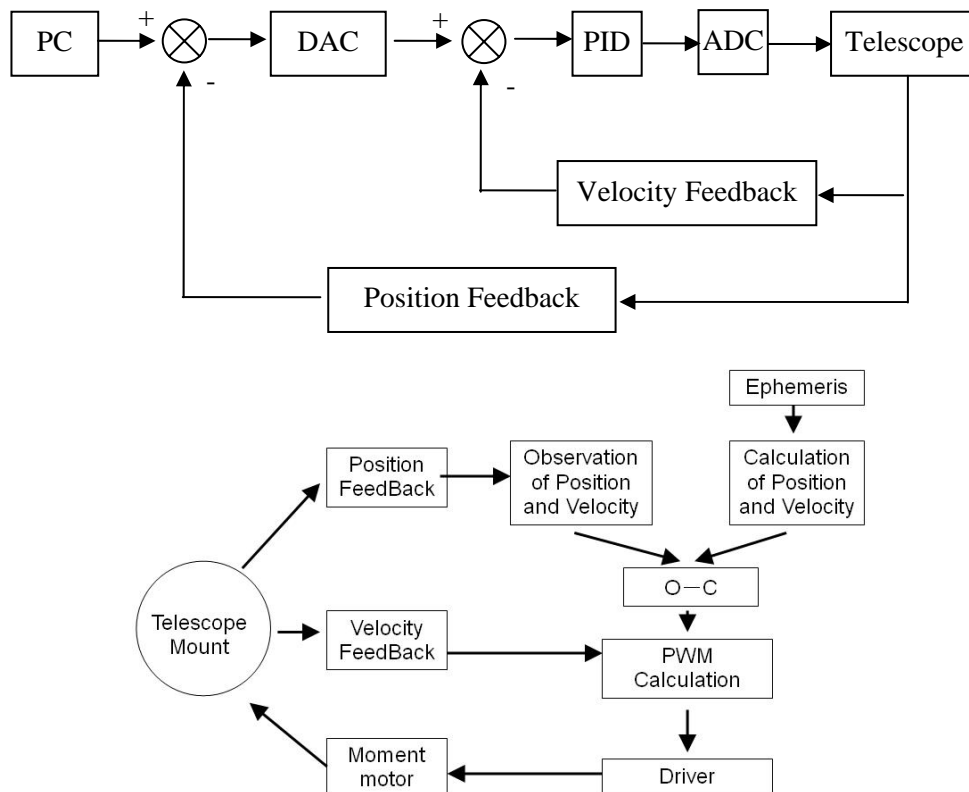 PC
+
-
DAC
+
-
PID
ADC
Telescope
Velocity Feedback
Position Feedback
Ephemeris
Position
FeedBack
Observation
of Position
and Velocity
Calculation
of Position
and Velocity
O－C
Telescope
Mount
Velocity
FeedBack
PWM
Calculation
Moment
motor
Driver